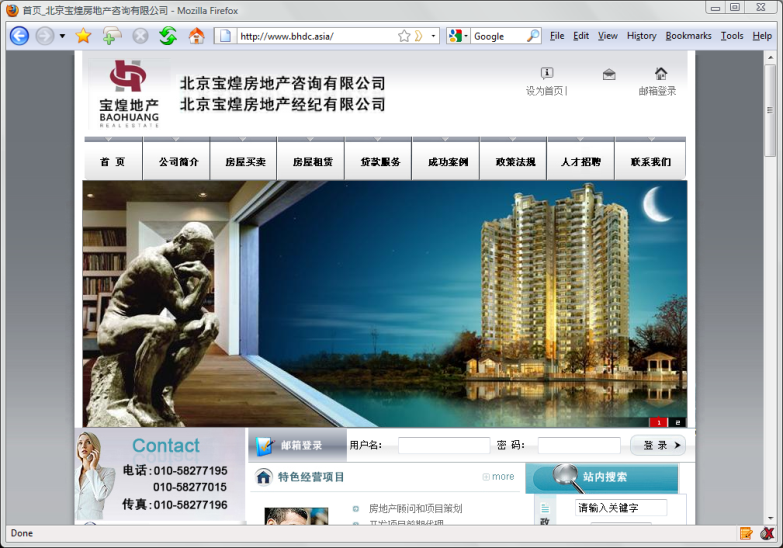 首页_北京宝煌房地产咨询有限公司 - Mozilla Firefox
http://www.bhdc.asia/
Google
File Edit View History Bookmarks Tools Help
宝煌地产
BAOHUANG
REAL ESTATE
北京宝煌房地产咨询有限公司
北京宝煌房地产经纪有限公司
设为首页|
邮箱登录
首 页 公司简介 房屋买卖 房屋租赁 贷款服务 成功案例 政策法规 人才招聘 联系我们
1 2
Contact
电话:010-58277195
010-58277015
传真:010-58277196
邮箱登录 用户名: 密 码: 登 录
特色经营项目 more
站内搜索
房地产顾问和项目策划
请输入关键字
开发项目前期代理
政
Done